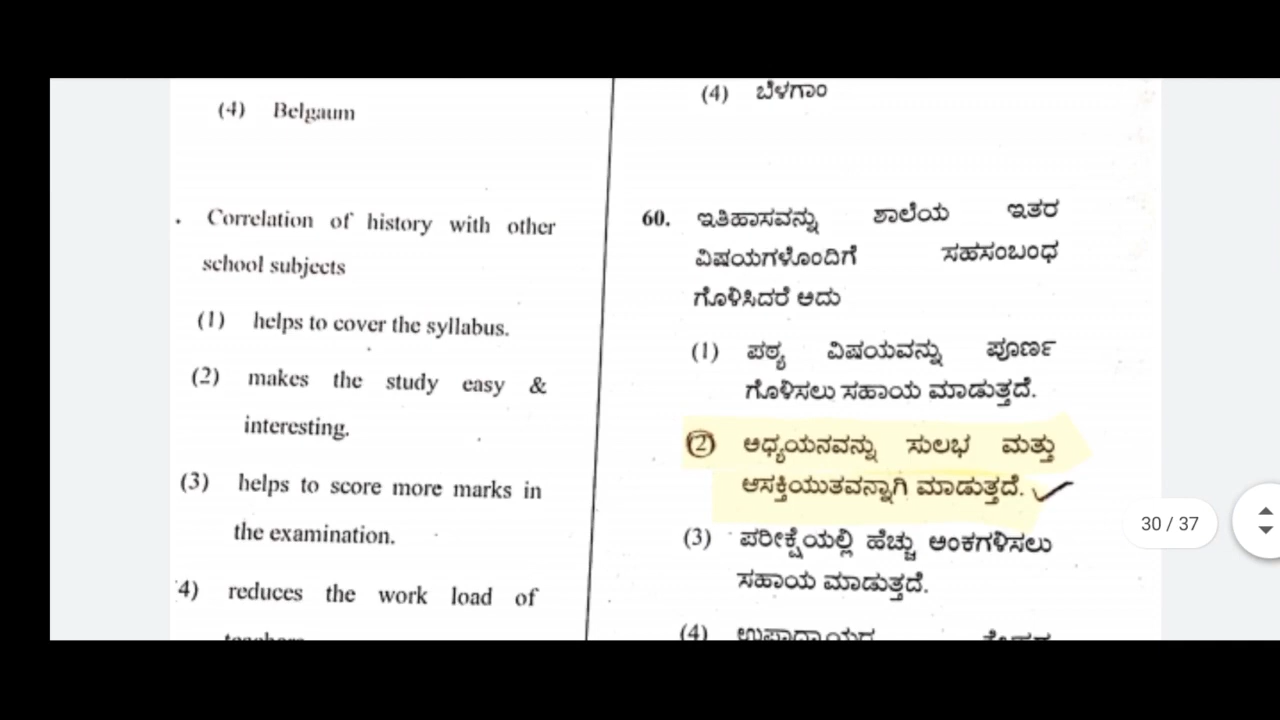 (4) Belgaum
. Correlation of history with other
school subjects
(1) helps to cover the syllabus.
(2) makes the study easy &
interesting.
(3) helps to score more marks in
the examination.
4) reduces the work load of
teachers
(4) ಬೆಳಗಾಂ
60. ಇತಿಹಾಸವನ್ನು ಶಾಲೆಯ ಇತರ
ವಿಷಯಗಳೊಂದಿಗೆ ಸಹಸಂಬಂಧ
ಗೊಳಿಸಿದರೆ ಅದು
(1) ಪಠ್ಯ ವಿಷಯವನ್ನು ಪೂರ್ಣ
ಗೊಳಿಸಲು ಸಹಾಯ ಮಾಡುತ್ತದೆ.
(2) ಅಧ್ಯಯನವನ್ನು ಸುಲಭ ಮತ್ತು
ಆಸಕ್ತಿಯುತವನ್ನಾಗಿ ಮಾಡುತ್ತದೆ.
(3) ಪರೀಕ್ಷೆಯಲ್ಲಿ ಹೆಚ್ಚು ಅಂಕಗಳಿಸಲು
ಸಹಾಯ ಮಾಡುತ್ತದೆ.
(4) ಉಪಾಧ್ಯಾಯರ
30 / 37